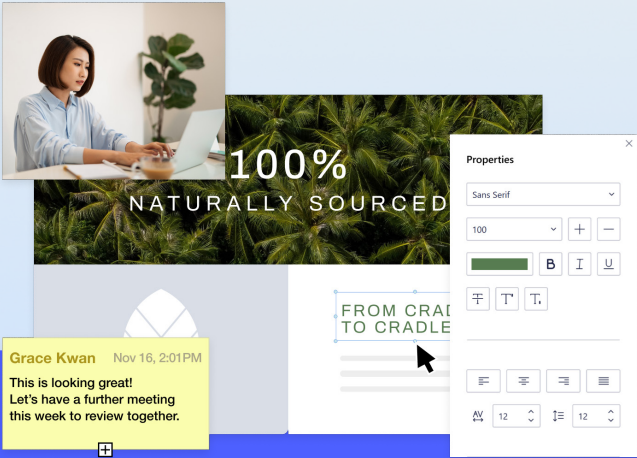 100%
NATURALLY SOURCED
FROM CRAD
TO CRADLE
Grace Kwan Nov 16, 2:01PM
This is looking great!
Let's have a further meeting
this week to review together.
Properties
Sans Serif
100
B I U
T T T
AV 12 12